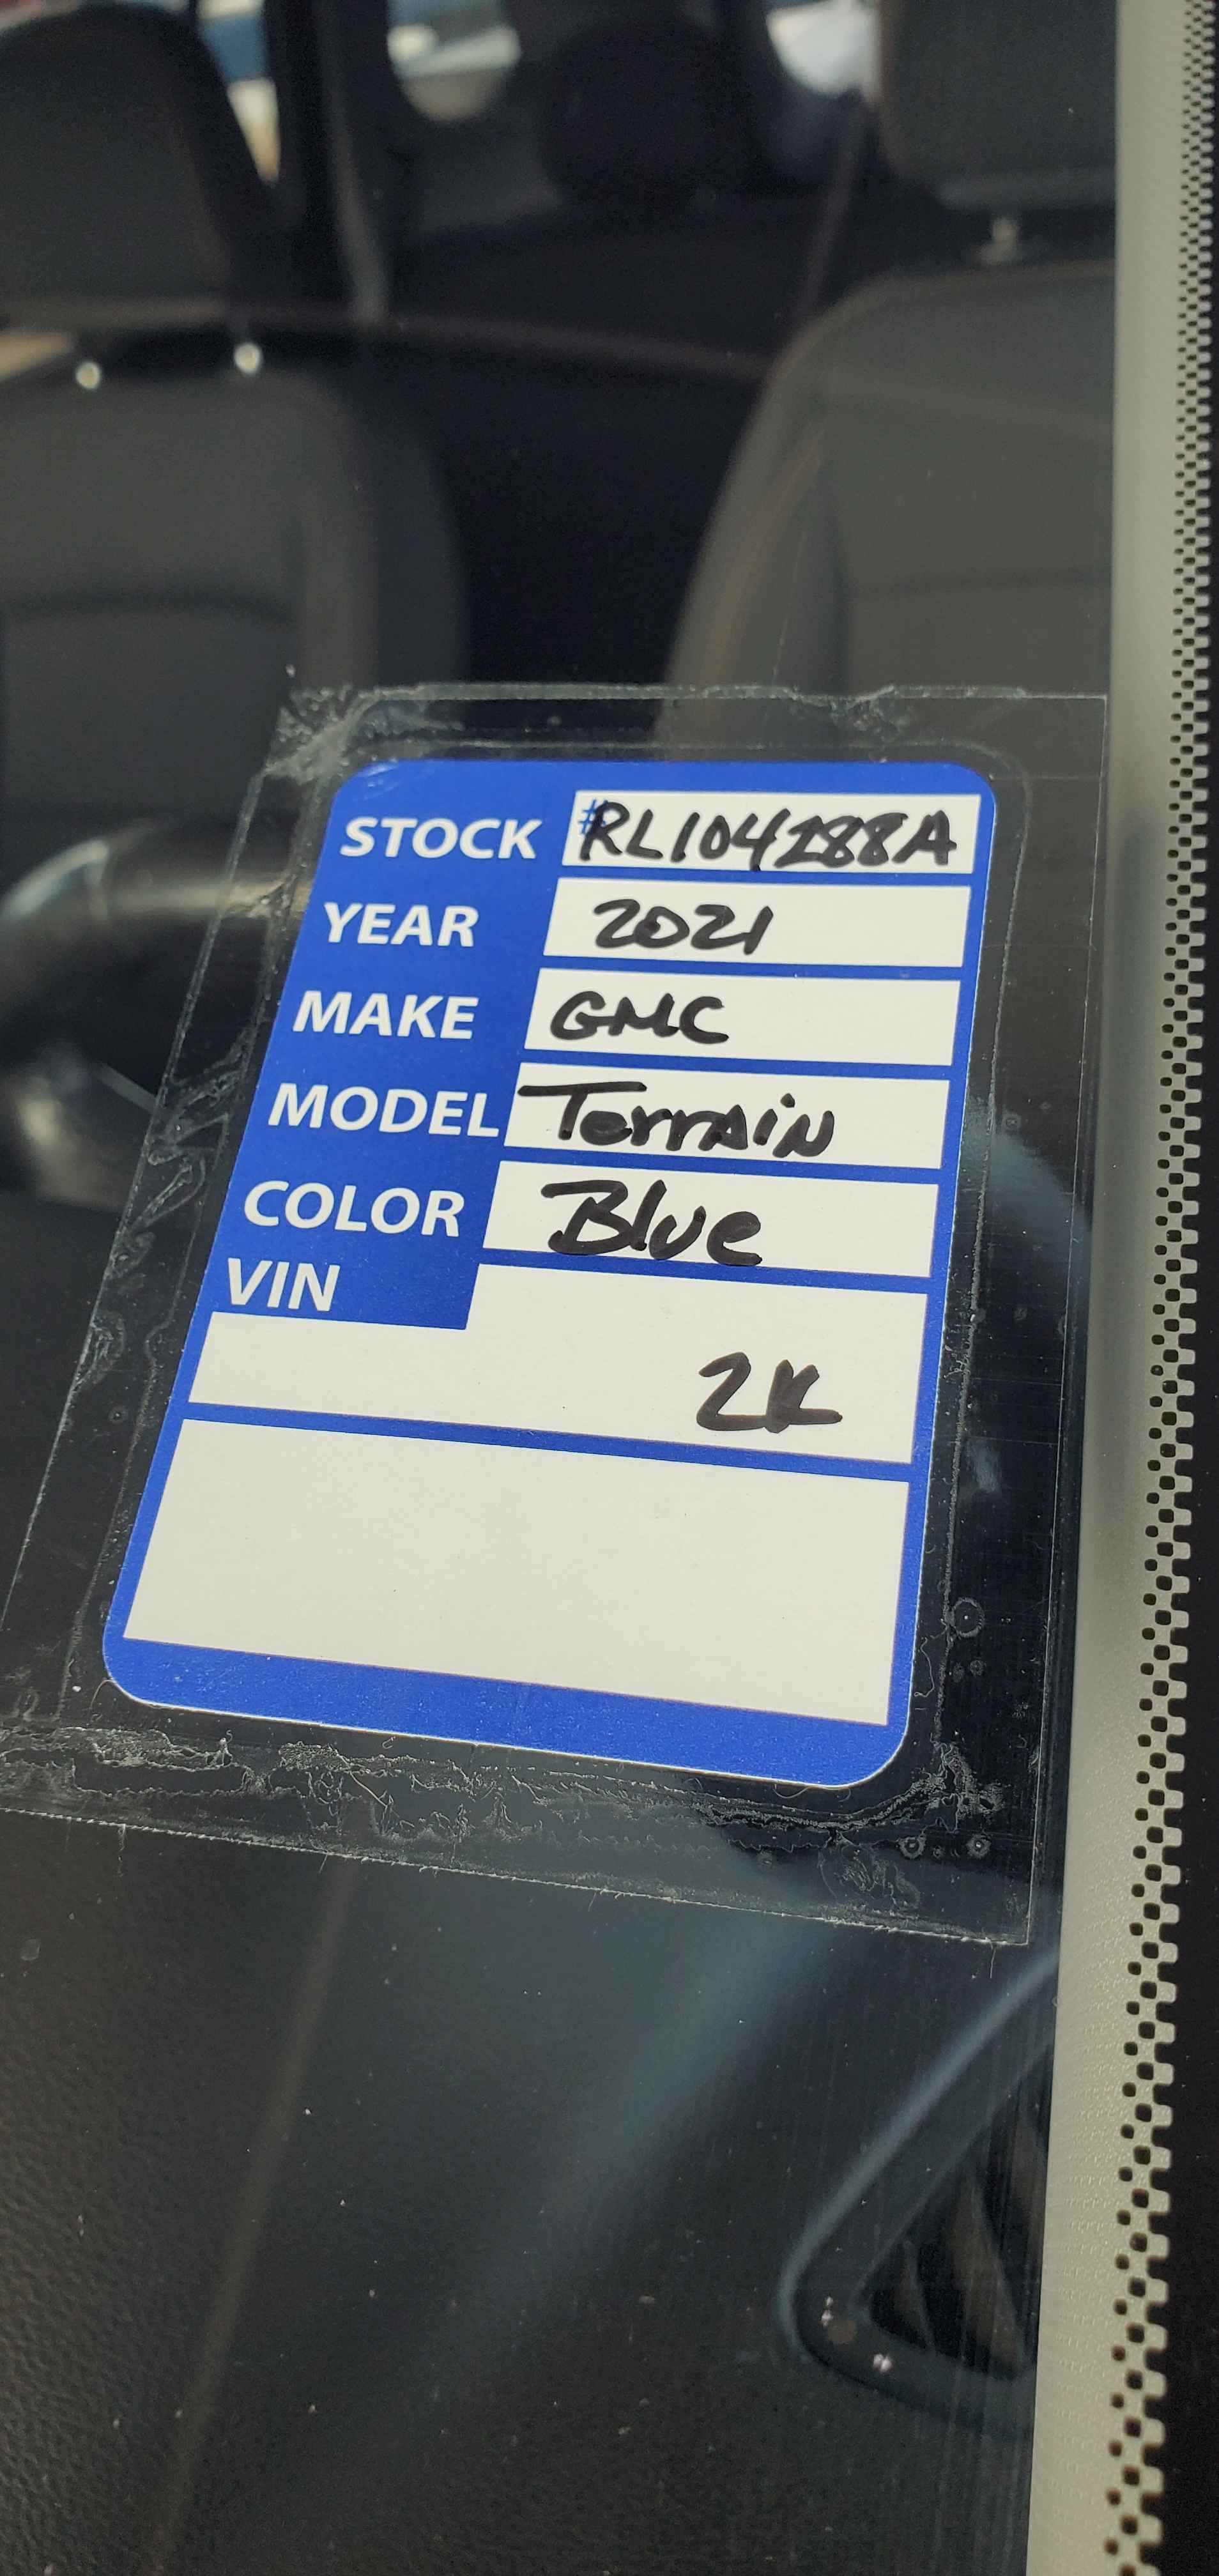 STOCK #RL104288A
YEAR 2021
MAKE GMC
MODEL Terrain
COLOR Blue
VIN
2K